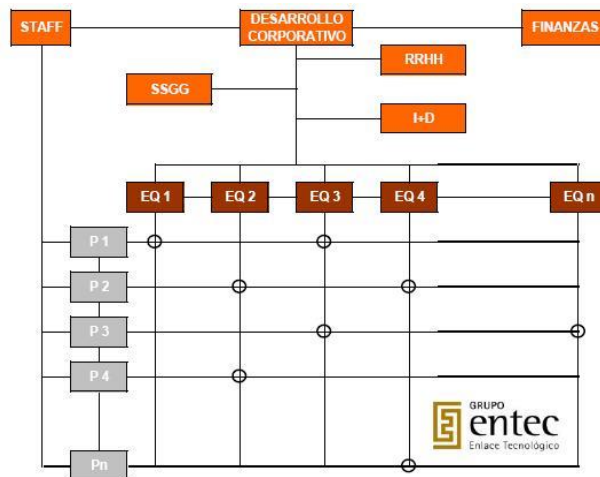 STAFF
DESARROLLO
CORPORATIVO
FINANZAS
RRHH
SSGG
I+D
EQ 1
EQ 2
EQ 3
EQ 4
EQ n
P 1
P 2
P 3
P 4
Pn
GRUPO
entec
Enlace Tecnológico